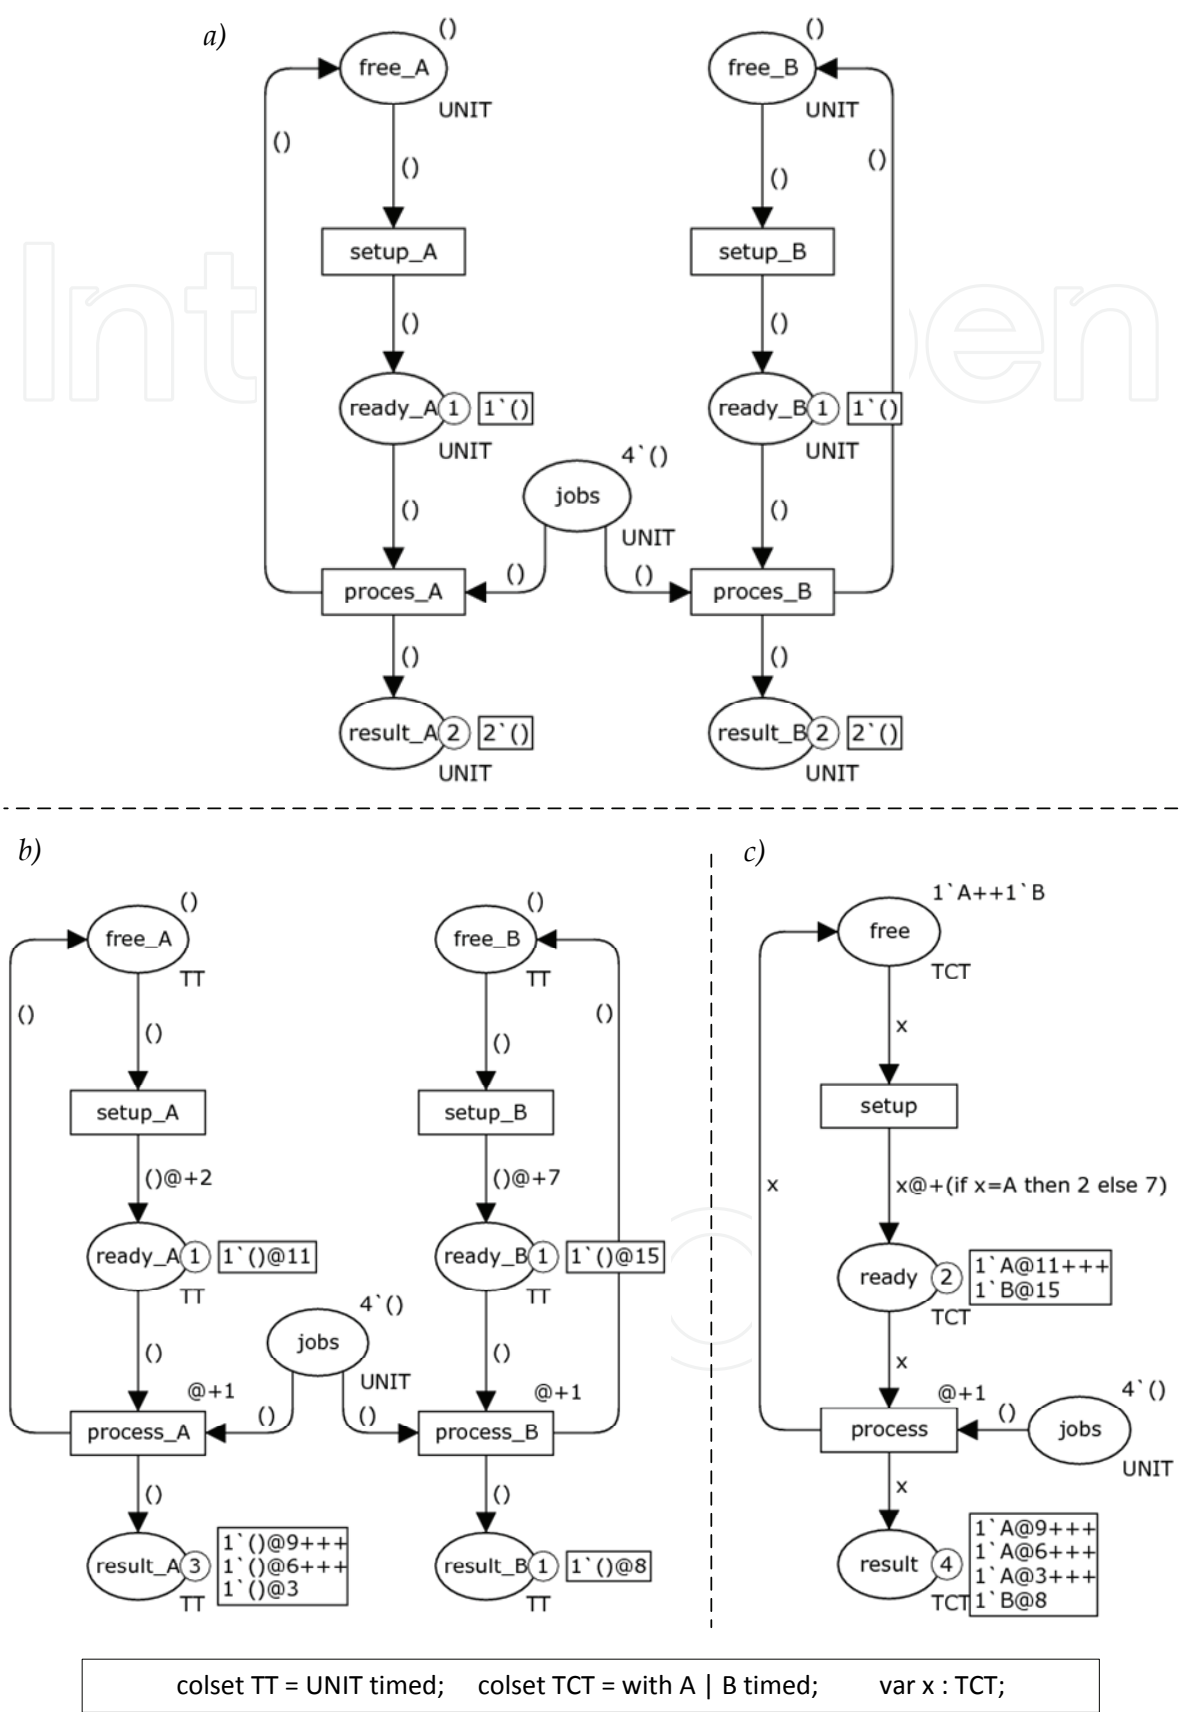 a)
() ()
free_A free_B
UNIT UNIT
() ()
() ()
setup_A setup_B
() ()
ready_A 1 1`() ready_B 1 1`()
UNIT UNIT
4`()
jobs
() ()
UNIT
() ()
proces_A proces_B
() ()
result_A 2 2`() result_B 2 2`()
UNIT UNIT
b)
() ()
free_A free_B
TT TT
() ()
() ()
setup_A setup_B
()@+2 ()@+7
ready_A 1 1`()@11 ready_B 1 1`()@15
TT TT
4`()
jobs
() ()
UNIT
@+1 @+1
() ()
process_A process_B
() ()
result_A 3 1`()@9+++
1`()@6+++
1`()@3
TT
result_B 1 1`()@8
TT
c)
1`A++1`B
free
TCT
x
setup
x x@+(if x=A then 2 else 7)
ready 2 1`A@11+++
1`B@15
TCT
x
@+1 4`()
()
process jobs
UNIT
x
result 4 1`A@9+++
1`A@6+++
1`A@3+++
1`B@8
TCT
colset TT = UNIT timed; colset TCT = with A | B timed; var x : TCT;